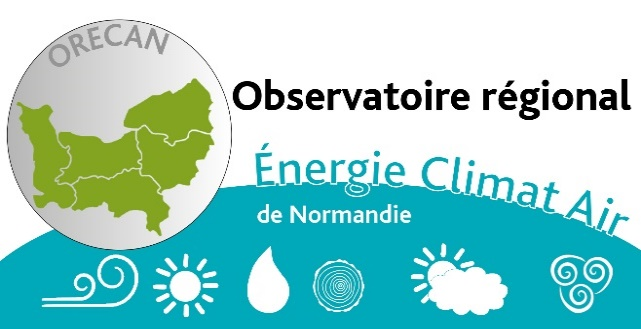 ORECAN
Observatoire régional
Énergie Climat Air
de Normandie